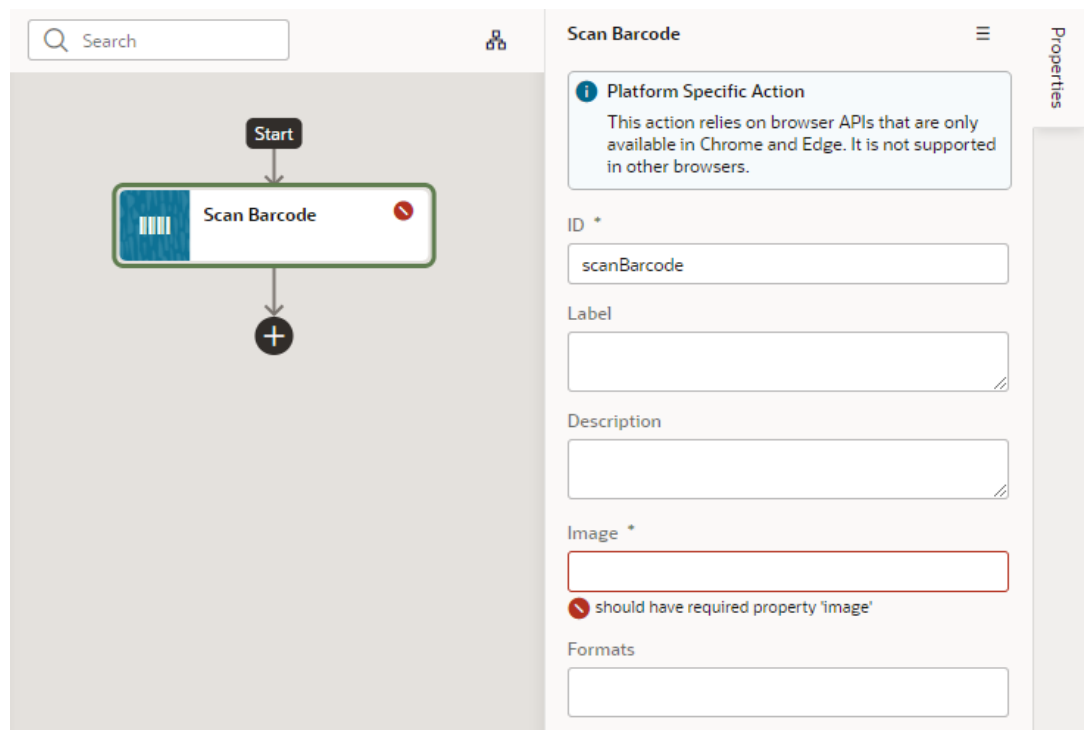 Search
Start
Scan Barcode
Scan Barcode
Platform Specific Action
This action relies on browser APIs that are only
available in Chrome and Edge. It is not supported
in other browsers.
ID *
scanBarcode
Label
Description
Image *
should have required property 'image'
Formats
Properties